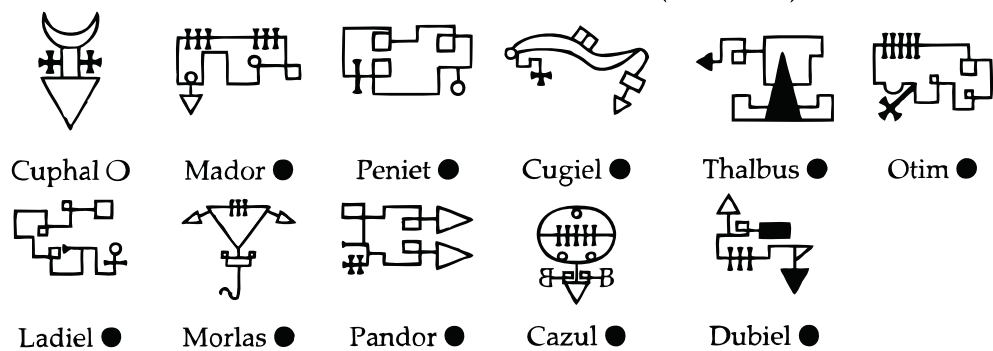 Cuphal ○ Mador ● Peniet ● Cugiel ● Thalbus ● Otim ●
B B
Ladiel ● Morlas ● Pandor ● Cazul ● Dubiel ●